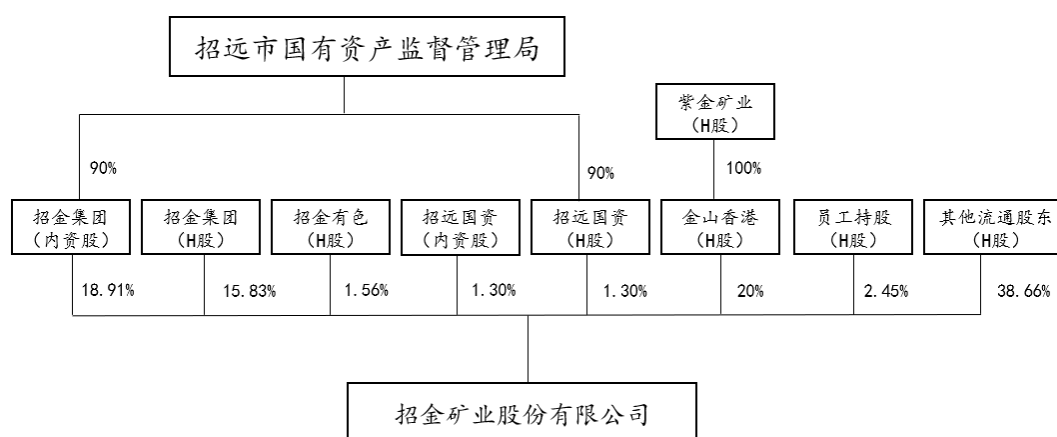 招远市国有资产监督管理局
紫金矿业
（H股）
90%
90%
100%
招金集团
（内资股）
招金集团
（H股）
招金有色
（H股）
招远国资
（内资股）
招远国资
（H股）
金山香港
（H股）
员工持股
（H股）
其他流通股东
（H股）
18.91%
15.83%
1.56%
1.30%
1.30%
20%
2.45%
38.66%
招金矿业股份有限公司